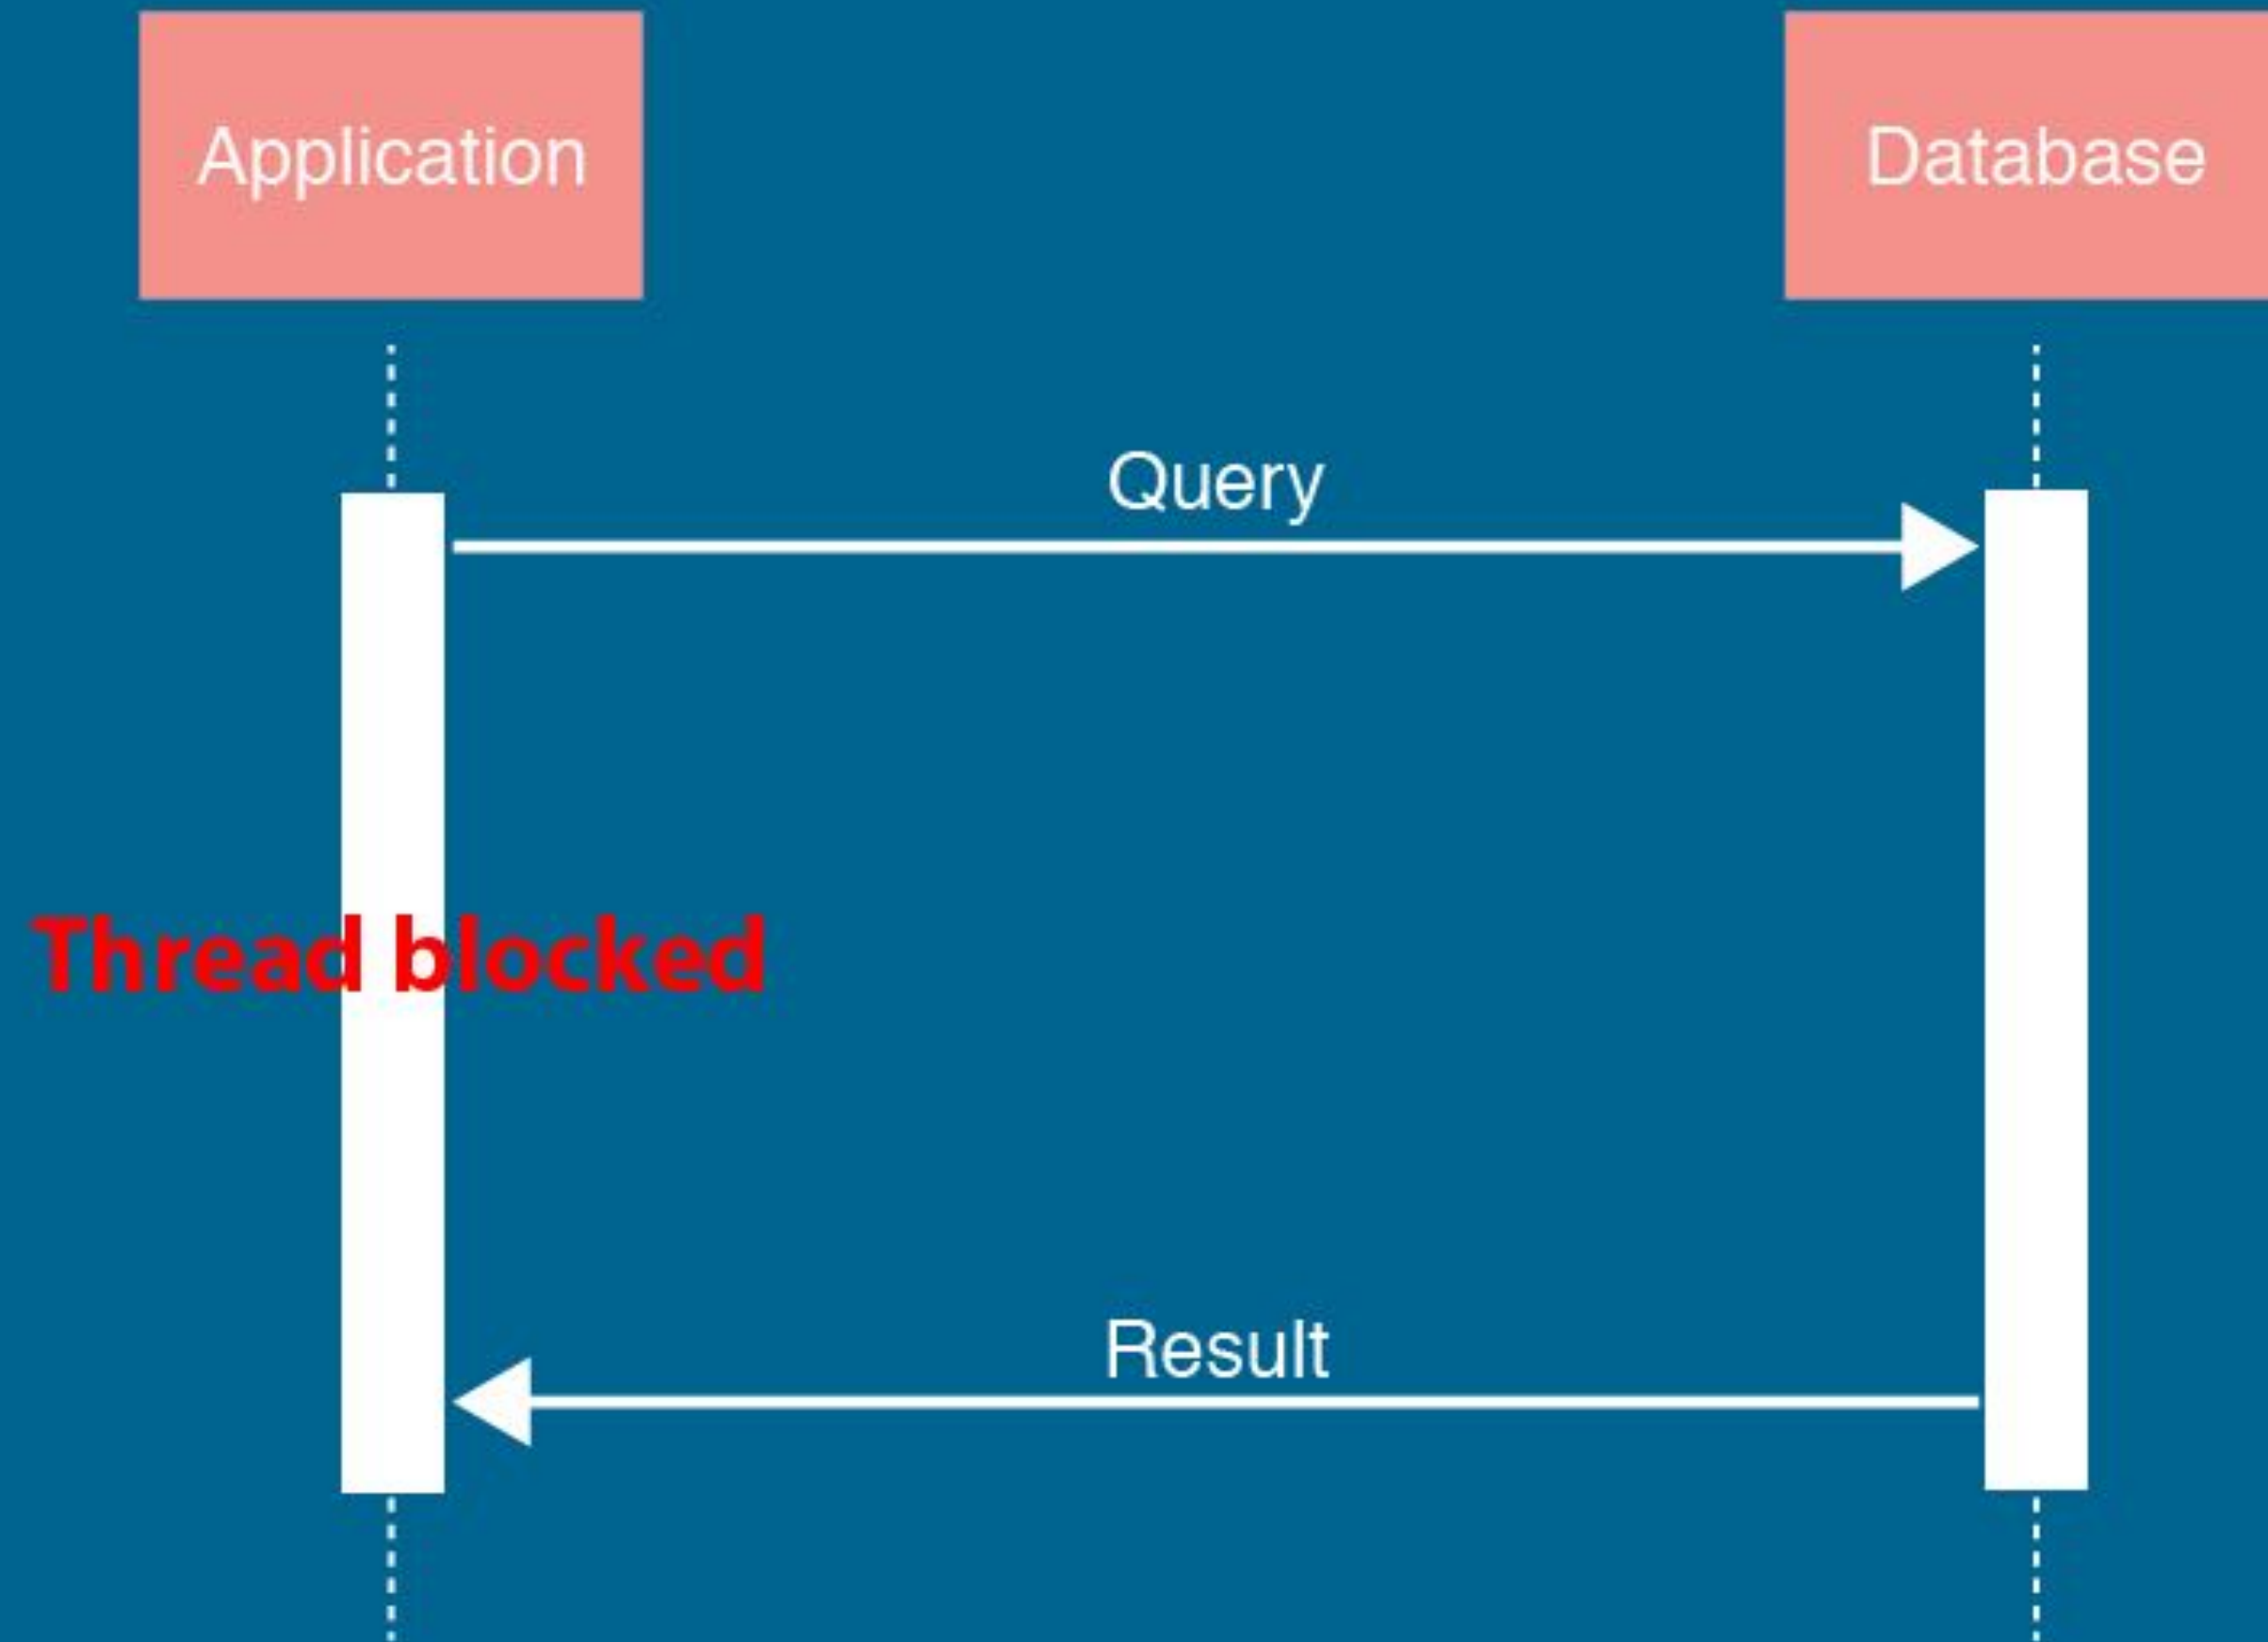 Application
Database
Query
Thread blocked
Result